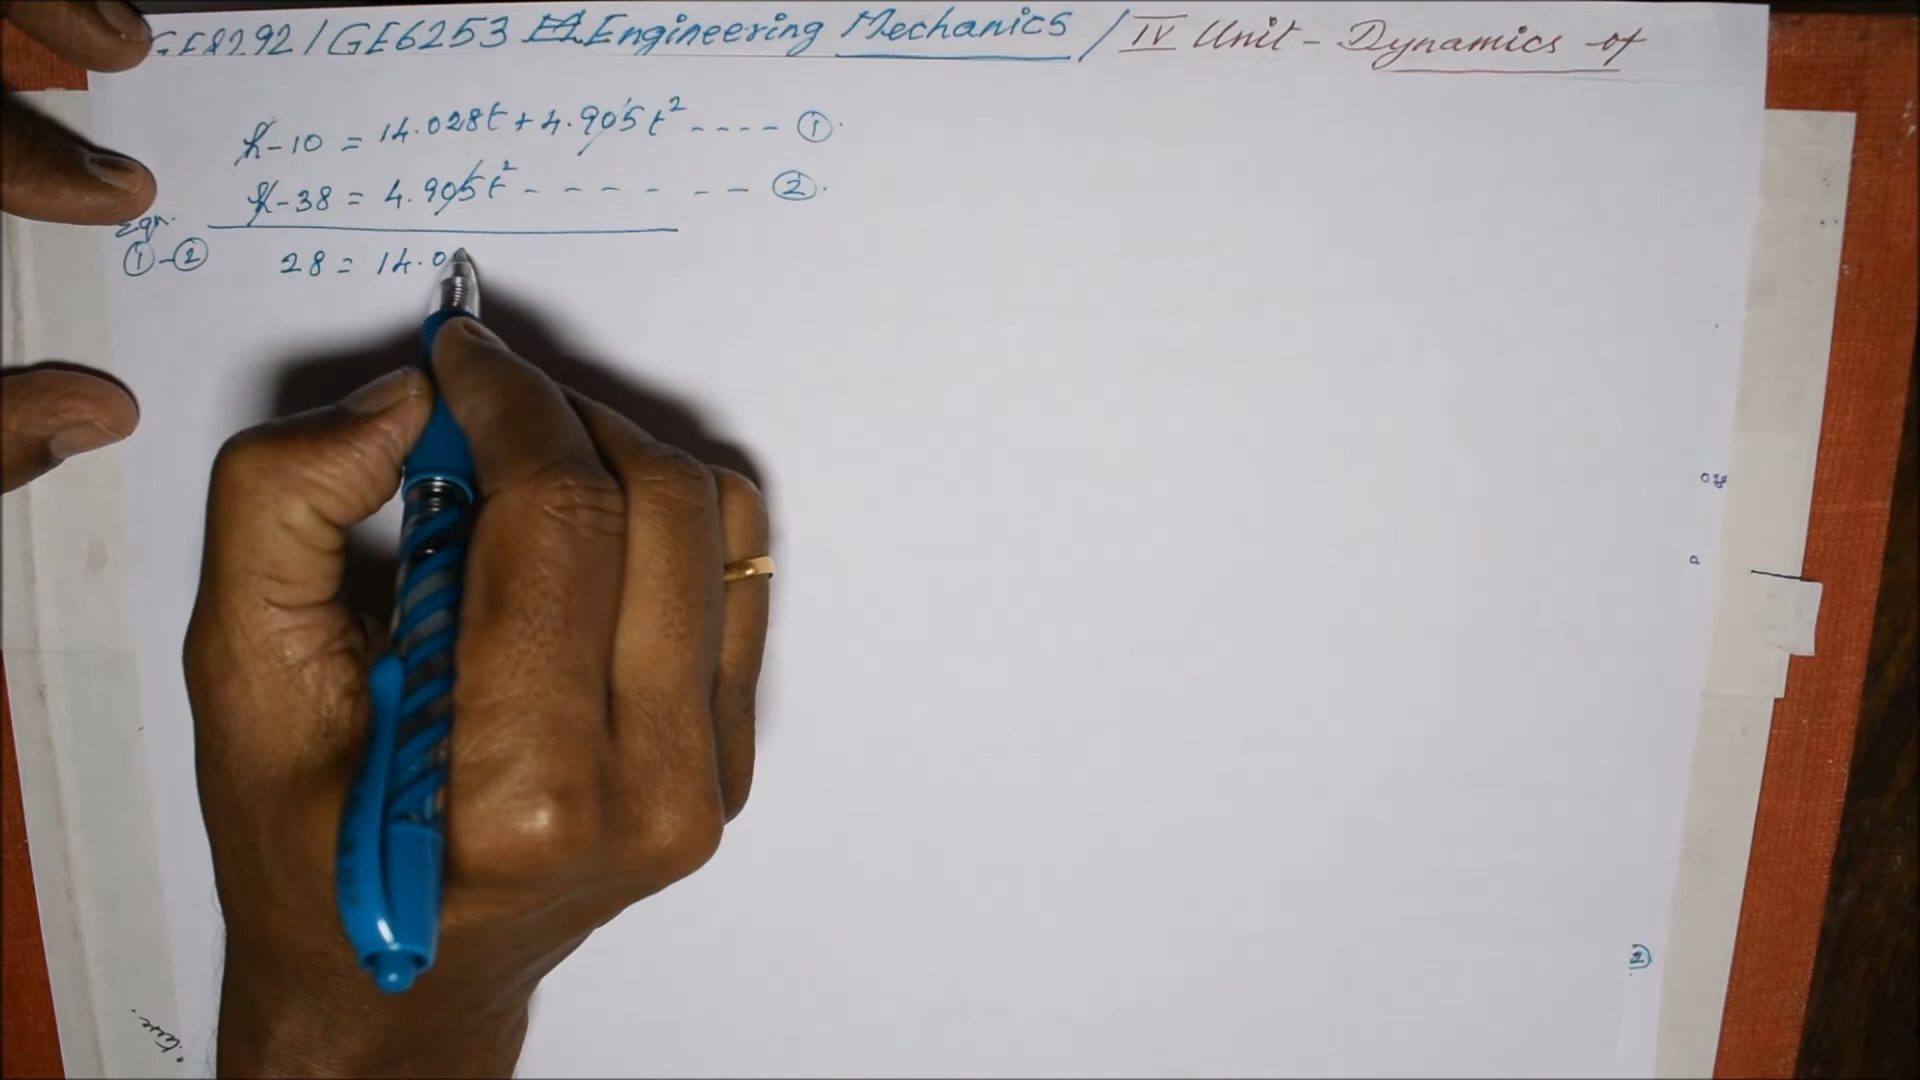 GE8292/GE6253 Engineering Mechanics / IV Unit - Dynamics of
h-10 = 14.028t + 4.905t² ---- ①.
h-38 = 4.905t² - - - - - - - ②.
Eqn.
①-② 28 = 14.0
②